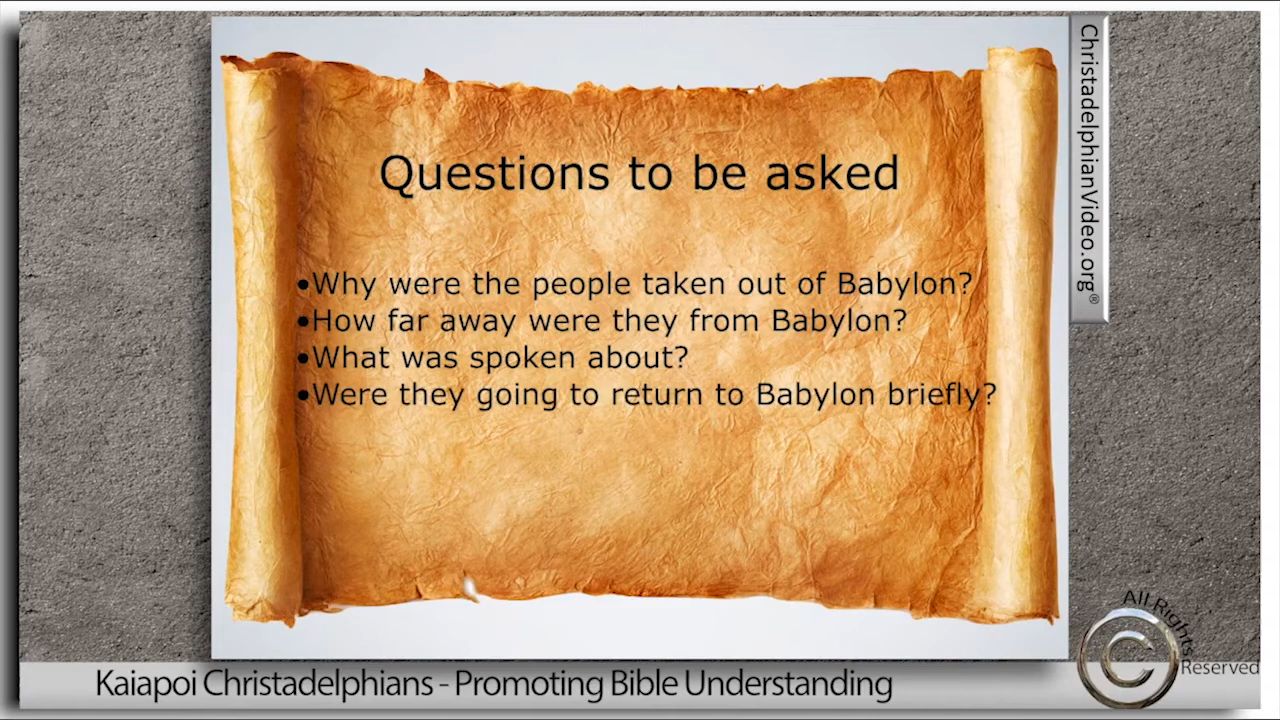 Questions to be asked
•Why were the people taken out of Babylon?
•How far away were they from Babylon?
•What was spoken about?
•Were they going to return to Babylon briefly?
ChristadelphianVideo.org®
All Rights
Reserved
Kaiapoi Christadelphians - Promoting Bible Understanding